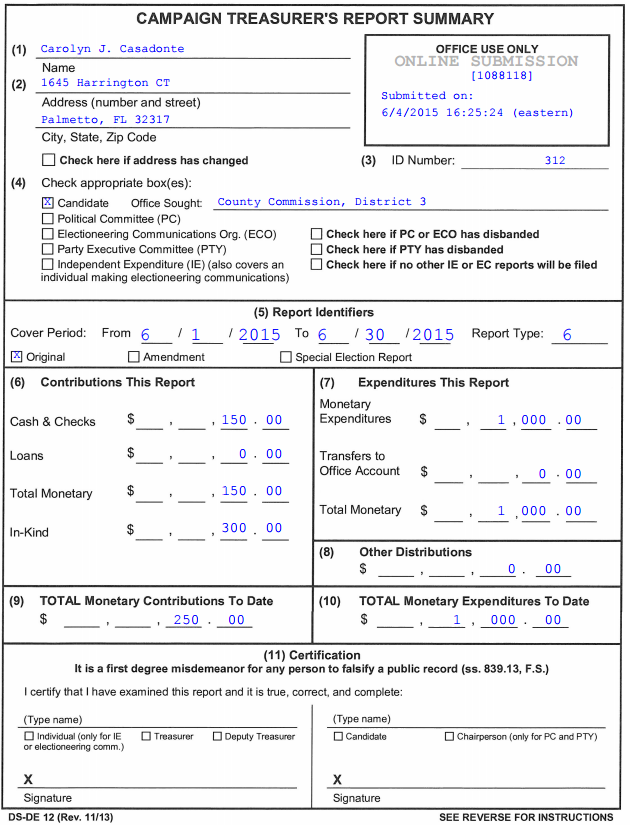 CAMPAIGN TREASURER'S REPORT SUMMARY
(1) Carolyn J. Casadonte
Name
(2) 1645 Harrington CT
Address (number and street)
Palmetto, FL 32317
City, State, Zip Code
OFFICE USE ONLY
ONLINE SUBMISSION
[1088118]
Submitted on:
6/4/2015 16:25:24 (eastern)
Check here if address has changed
(3) ID Number: 312
(4) Check appropriate box(es):
X Candidate Office Sought: County Commission, District 3
Political Committee (PC)
Electioneering Communications Org. (ECO) Check here if PC or ECO has disbanded
Party Executive Committee (PTY) Check here if PTY has disbanded
Independent Expenditure (IE) (also covers an Check here if no other IE or EC reports will be filed
individual making electioneering communications)
(5) Report Identifiers
Cover Period: From 6 / 1 / 2015 To 6 / 30 / 2015 Report Type: 6
X Original Amendment Special Election Report
(6) Contributions This Report
Cash & Checks $ , , 150 . 00
Loans $ , , 0 . 00
Total Monetary $ , , 150 . 00
In-Kind $ , , 300 . 00
(7) Expenditures This Report
Monetary
Expenditures $ , 1 , 000 . 00
Transfers to
Office Account $ , , 0 . 00
Total Monetary $ , 1 , 000 . 00
(8) Other Distributions
$ , , 0 . 00
(9) TOTAL Monetary Contributions To Date
$ , , 250 . 00
(10) TOTAL Monetary Expenditures To Date
$ , 1 , 000 . 00
(11) Certification
It is a first degree misdemeanor for any person to falsify a public record (ss. 839.13, F.S.)
I certify that I have examined this report and it is true, correct, and complete:
(Type name)
Individual (only for IE Treasurer Deputy Treasurer
or electioneering comm.)
X
Signature
(Type name)
Candidate Chairperson (only for PC and PTY)
X
Signature
DS-DE 12 (Rev. 11/13) SEE REVERSE FOR INSTRUCTIONS